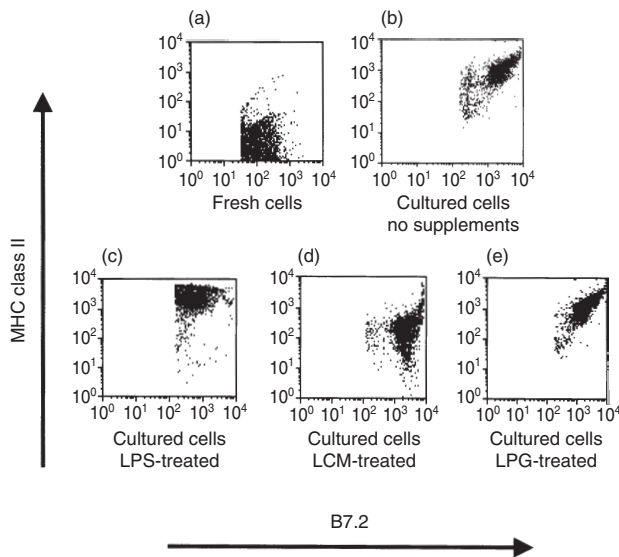 (a)
(b)
10⁴
10³
10²
10¹
10⁰
10⁰ 10¹ 10² 10³ 10⁴
Fresh cells
10⁴
10³
10²
10¹
10⁰
10⁰ 10¹ 10² 10³ 10⁴
Cultured cells
no supplements
MHC class II
(c)
(d)
(e)
10⁴
10³
10²
10¹
10⁰
10⁰ 10¹ 10² 10³ 10⁴
Cultured cells
LPS-treated
10⁴
10³
10²
10¹
10⁰
10⁰ 10¹ 10² 10³ 10⁴
Cultured cells
LCM-treated
10⁴
10³
10²
10¹
10⁰
10⁰ 10¹ 10² 10³ 10⁴
Cultured cells
LPG-treated
B7.2